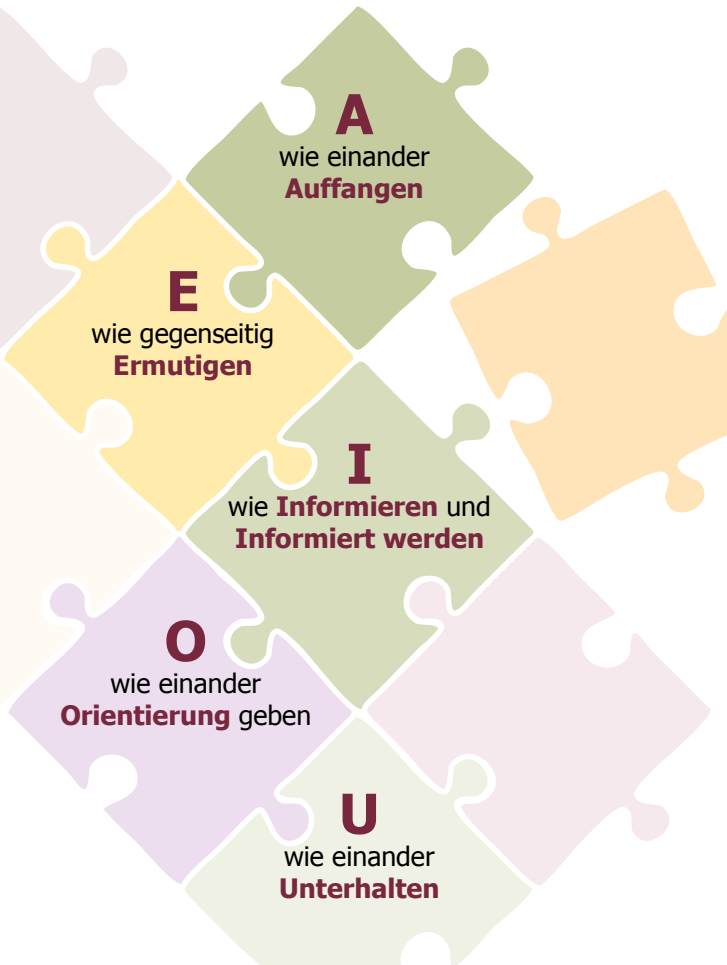 A
wie einander
Auffangen
E
wie gegenseitig
Ermutigen
I
wie Informieren und
Informiert werden
O
wie einander
Orientierung geben
U
wie einander
Unterhalten